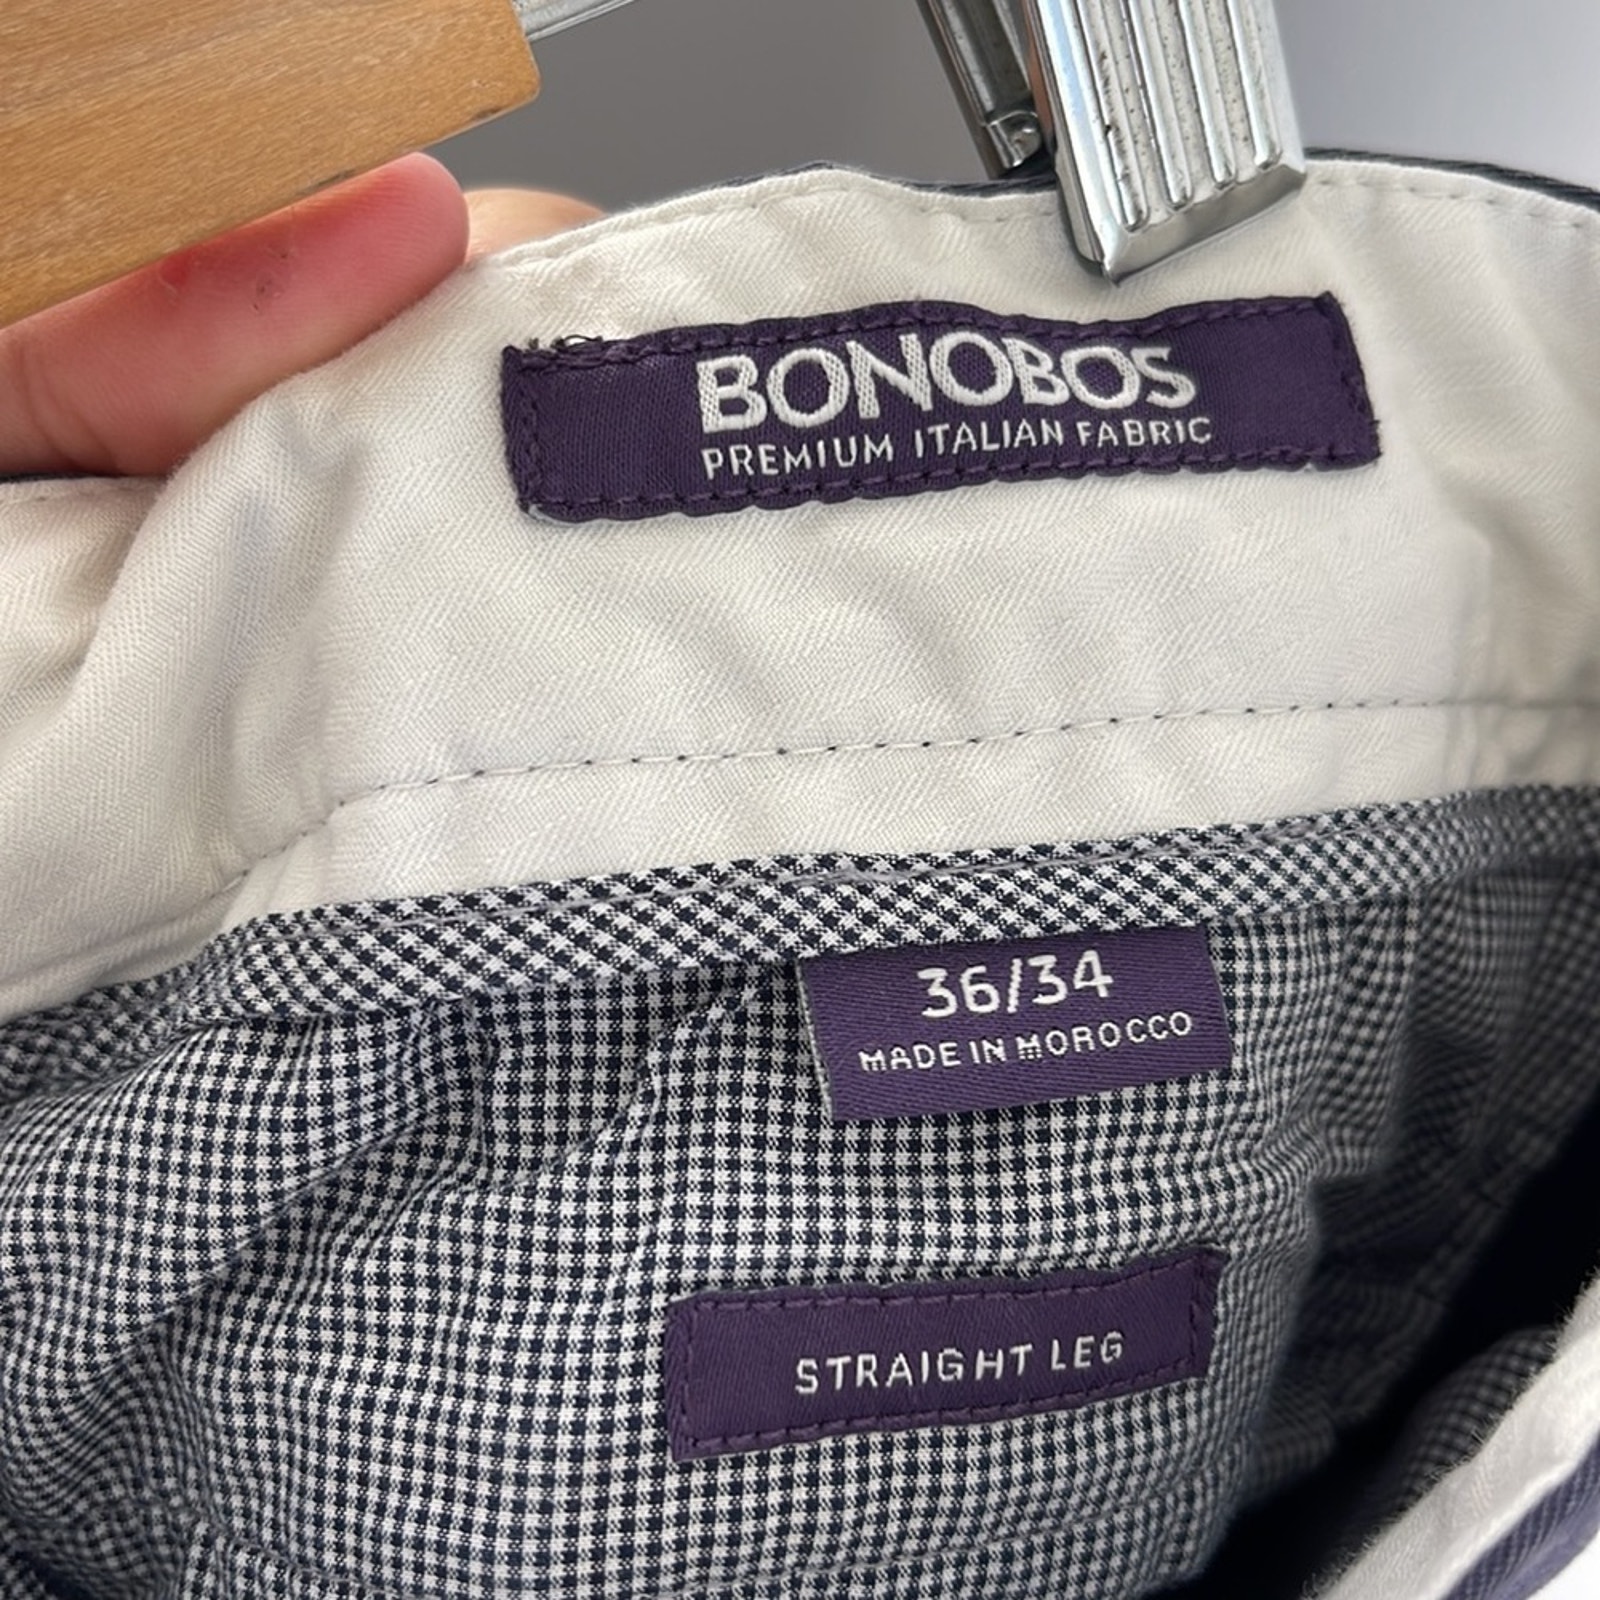 BONOBOS
PREMIUM ITALIAN FABRIC
36/34
MADE IN MOROCCO
STRAIGHT LEG